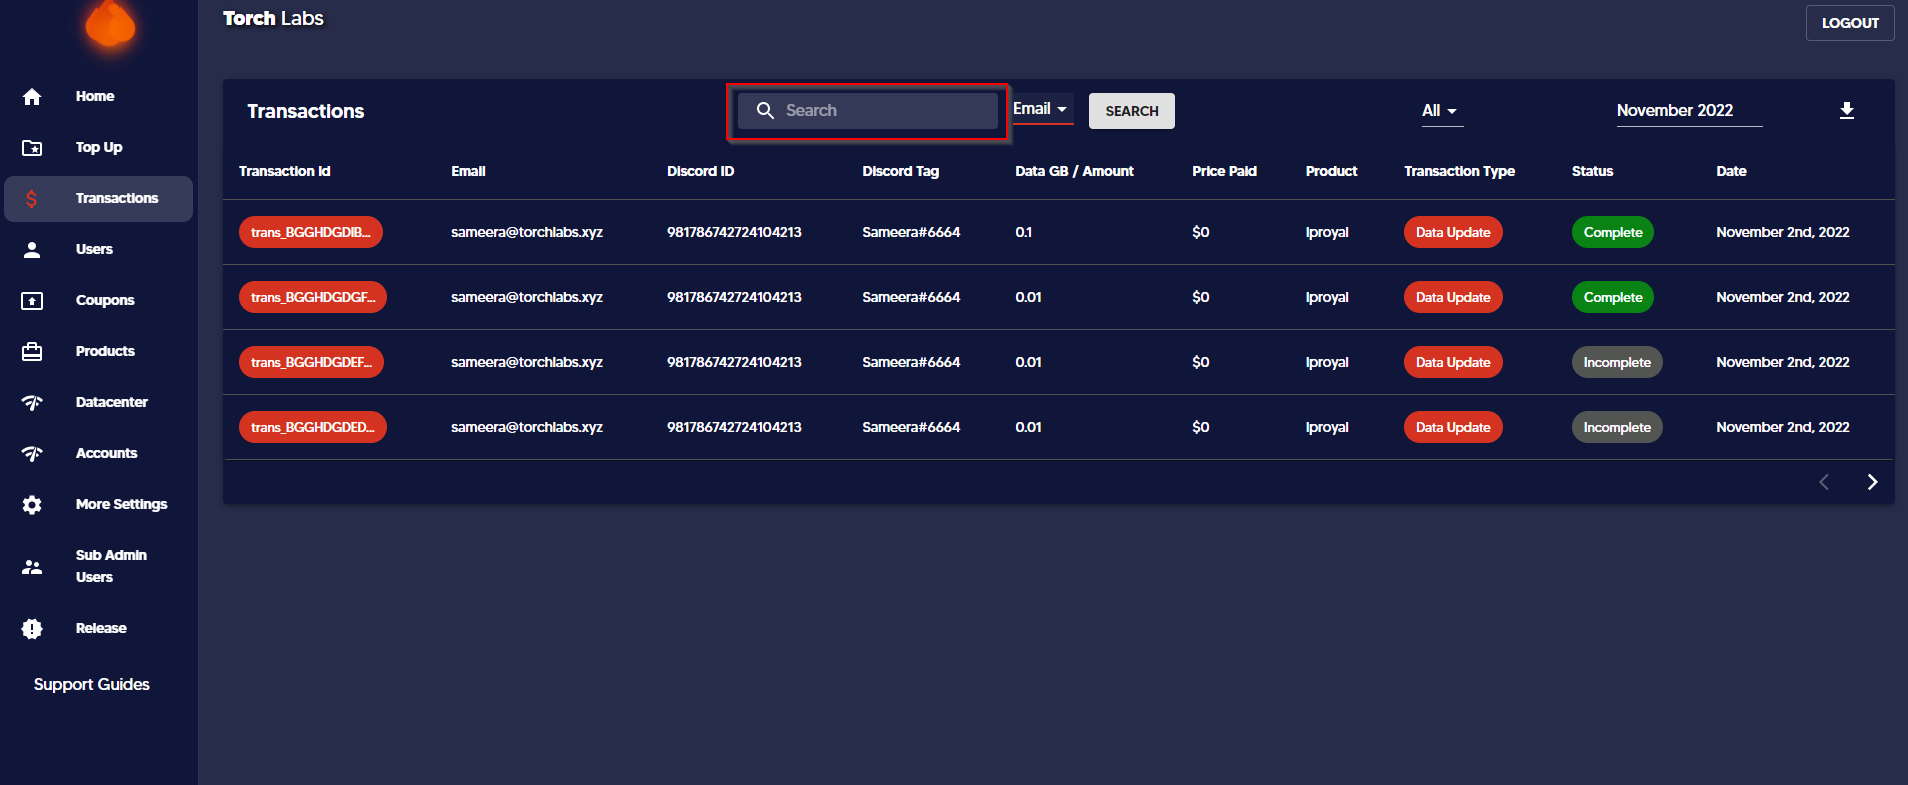 Torch Labs
LOGOUT
Home
Top Up
Transactions
Users
Coupons
Products
Datacenter
Accounts
More Settings
Sub Admin
Users
Release
Support Guides
Transactions Search Email SEARCH All November 2022
Transaction Id Email Discord ID Discord Tag Data GB / Amount Price Paid Product Transaction Type Status Date
trans_BGGHDGDIB... sameera@torchlabs.xyz 981786742724104213 Sameera#6664 0.1 $0 Iproyal Data Update Complete November 2nd, 2022
trans_BGGHDGDGF... sameera@torchlabs.xyz 981786742724104213 Sameera#6664 0.01 $0 Iproyal Data Update Complete November 2nd, 2022
trans_BGGHDGDEF... sameera@torchlabs.xyz 981786742724104213 Sameera#6664 0.01 $0 Iproyal Data Update Incomplete November 2nd, 2022
trans_BGGHDGDED... sameera@torchlabs.xyz 981786742724104213 Sameera#6664 0.01 $0 Iproyal Data Update Incomplete November 2nd, 2022